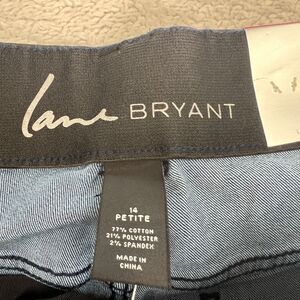 lane BRYANT
14
PETITE
77% COTTON
21% POLYESTER
2% SPANDEX
MADE IN
CHINA